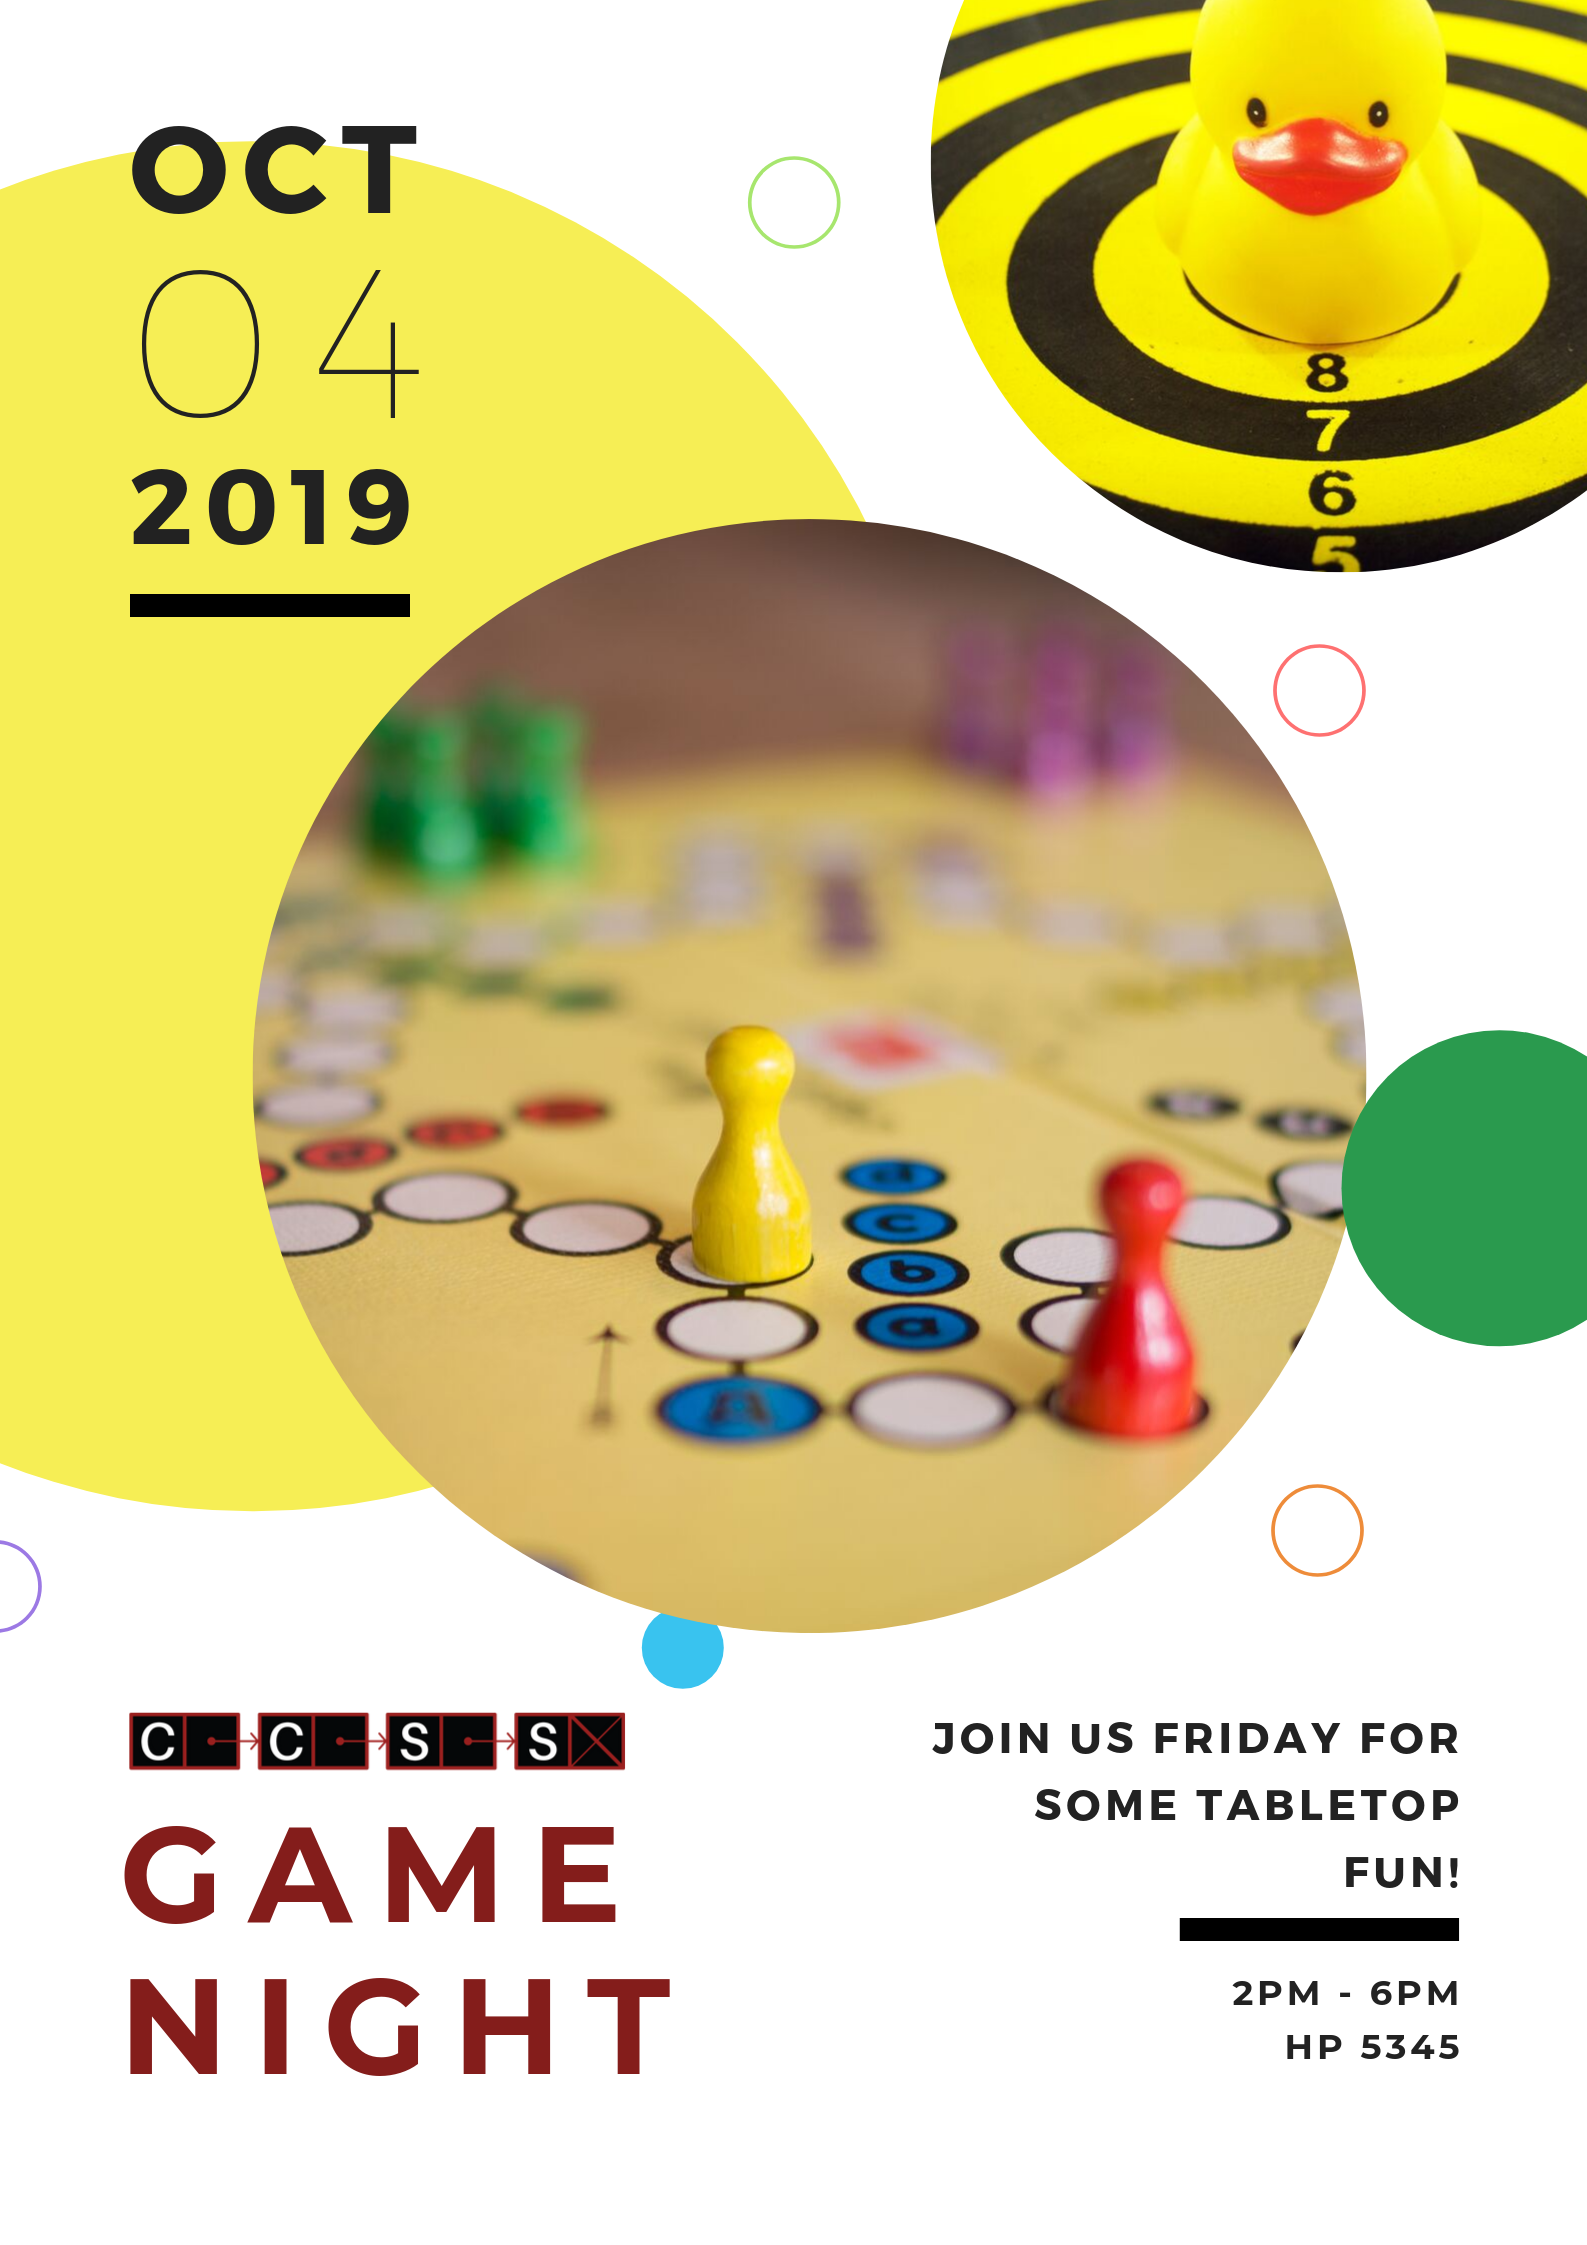 OCT
04
2019
8
7
6
5
d
c
b
a
A
CCSS
GAME
NIGHT
JOIN US FRIDAY FOR
SOME TABLETOP
FUN!
2PM - 6PM
HP 5345